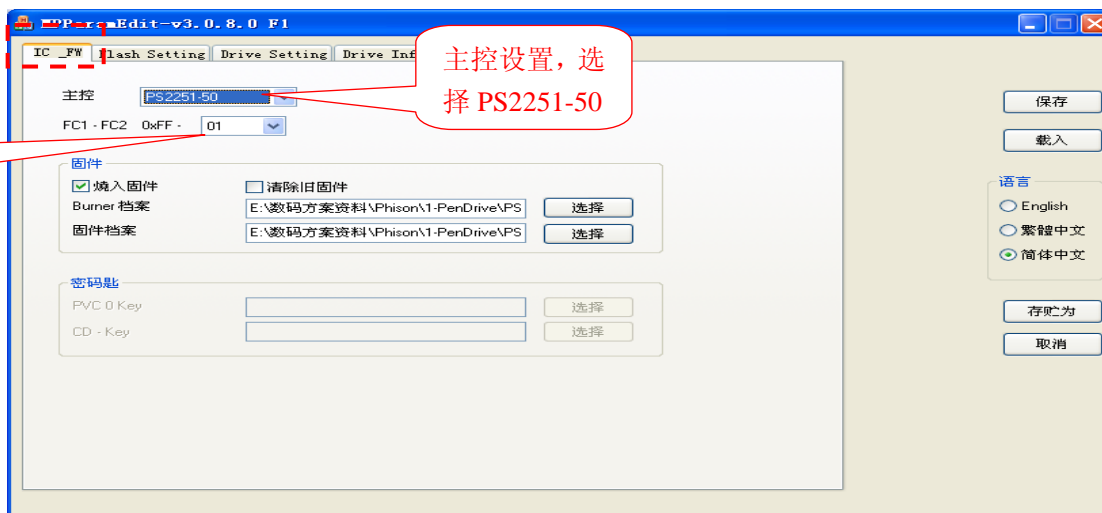 MPParamEdit-v3.0.8.0 F1
IC _FW Flash Setting Drive Setting Drive Inf
主控设置，选
择 PS2251-50
主控 PS2251-50
FC1 - FC2 0xFF - 01
固件
燒入固件 清除旧固件
Burner 档案 E:\数码方案资料\Phison\1-PenDrive\PS 选择
固件档案 E:\数码方案资料\Phison\1-PenDrive\PS 选择
密码匙
PVC 0 Key 选择
CD - Key 选择
保存
载入
语言
English
繁體中文
简体中文
存贮为
取消